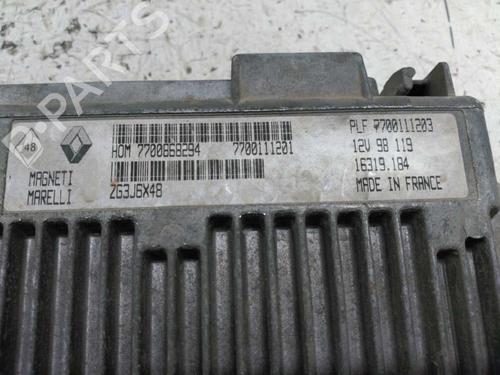 B-PARTS
48
HOM 7700868294 7700111201
PLF 7700111203
12V 98 119
MAGNETI
MARELLI
ZG3J6X48
16319.184
MADE IN FRANCE